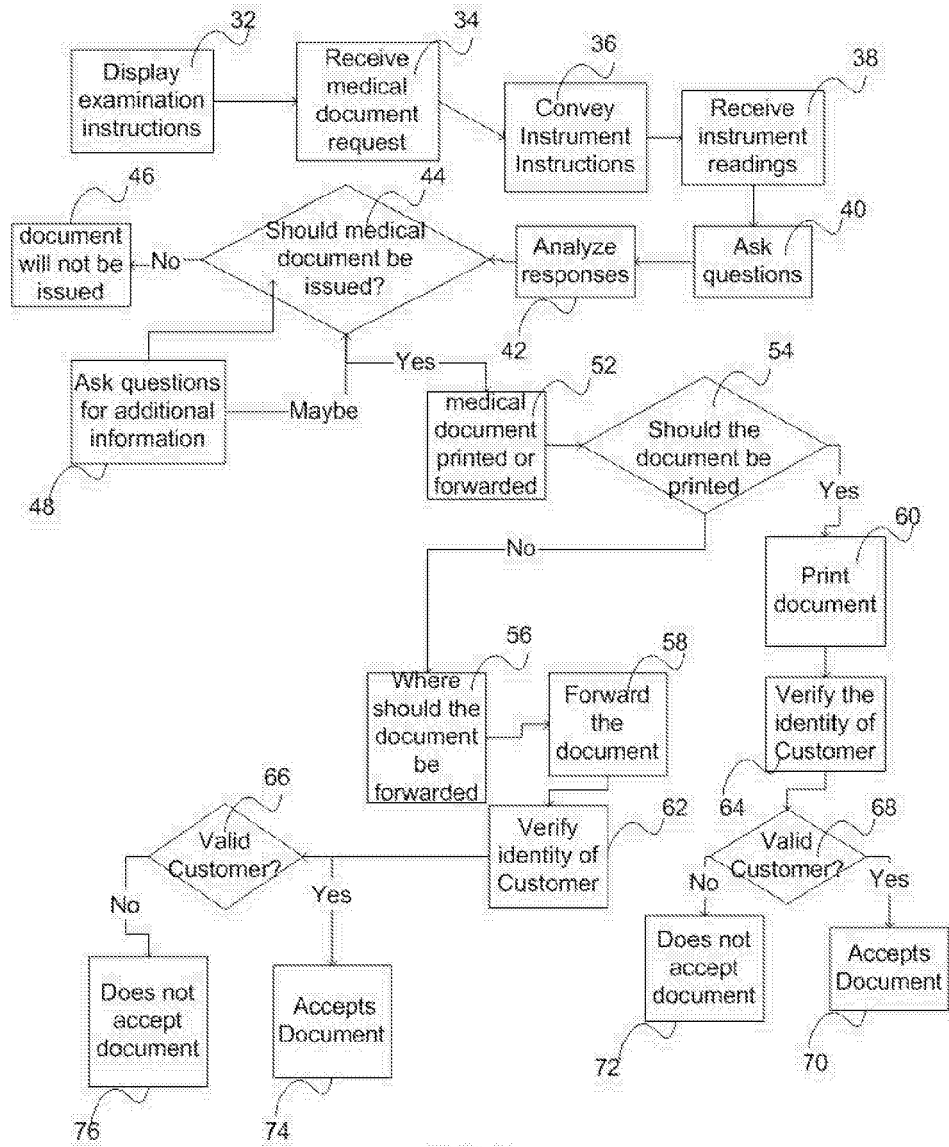 32
Display
examination
instructions
34
Receive
medical
document
request
36
Convey
Instrument
Instructions
38
Receive
instrument
readings
46
document
will not be
issued
No
44
Should medical
document be
issued?
Analyze
responses
42
40
Ask
questions
Ask questions
for additional
information
48
Maybe
Yes
52
medical
document
printed or
forwarded
54
Should the
document be
printed
Yes
No
60
Print
document
56
Where
should the
document
be
forwarded
58
Forward
the
document
Verify the
identity of
Customer
64
66
Valid
Customer?
No
Yes
62
Verify
identity of
Customer
68
Valid
Customer?
No
Yes
Does not
accept
document
76
Accepts
Document
74
Does not
accept
document
72
Accepts
Document
70